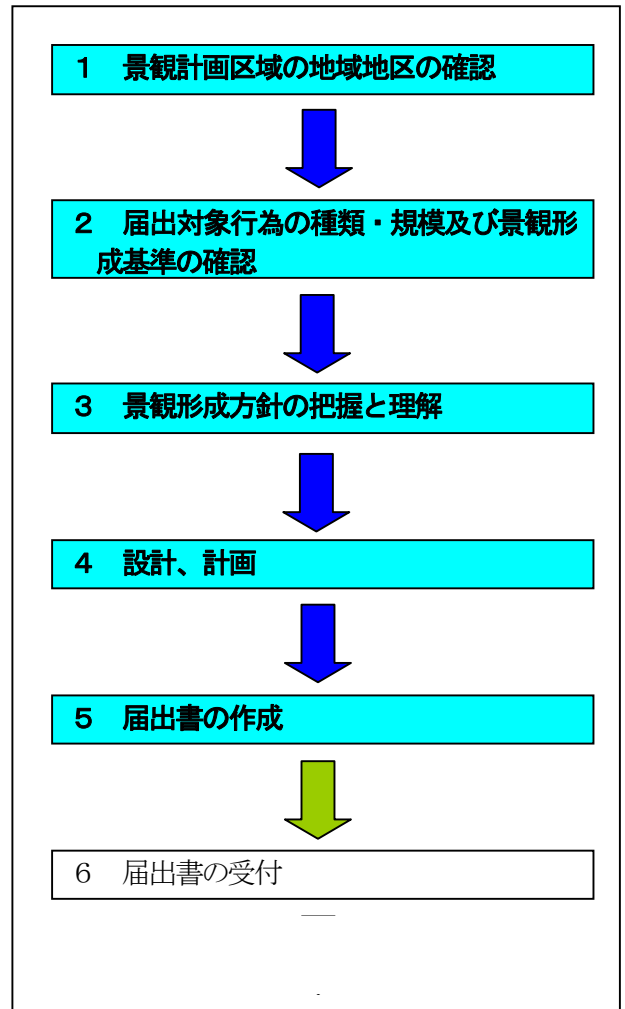 1　景観計画区域の地域地区の確認
2　届出対象行為の種類・規模及び景観形
成基準の確認
3　景観形成方針の把握と理解
4　設計、計画
5　届出書の作成
6　届出書の受付